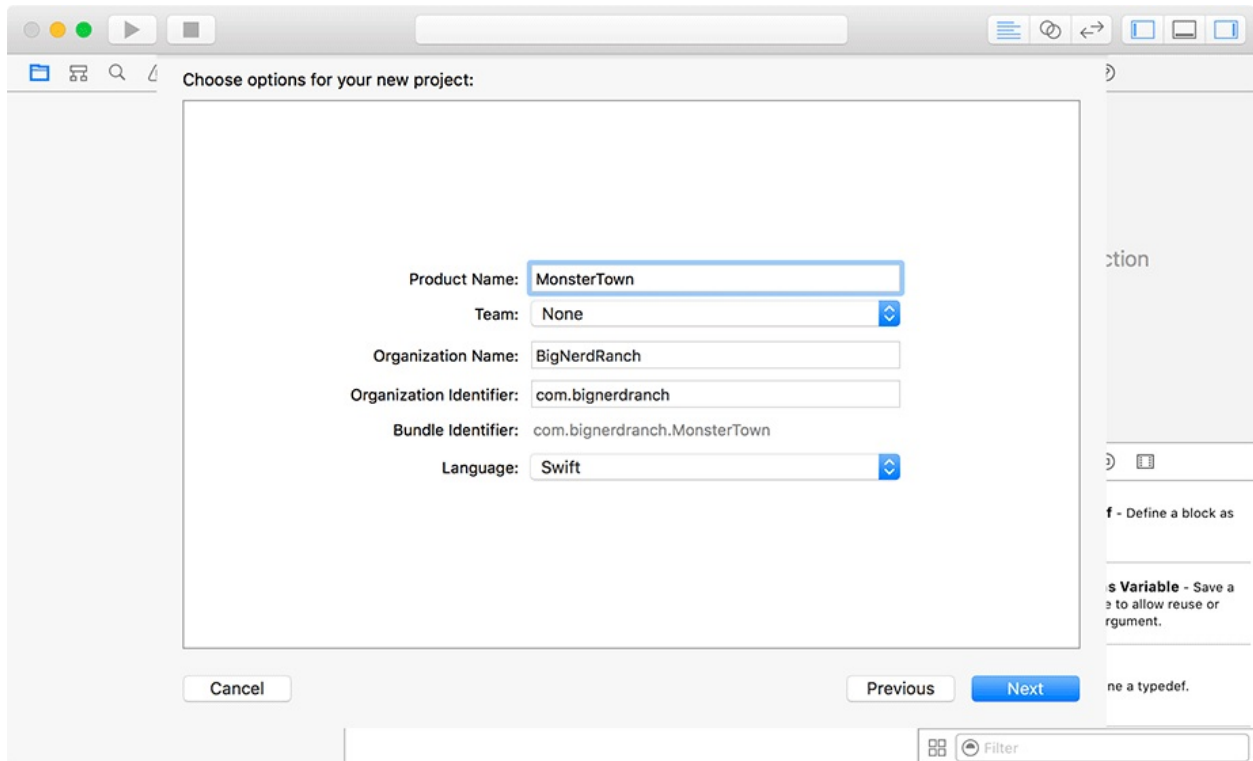 Choose options for your new project:
Product Name: MonsterTown
Team: None
Organization Name: BigNerdRanch
Organization Identifier: com.bignerdranch
Bundle Identifier: com.bignerdranch.MonsterTown
Language: Swift
Cancel
Previous
Next
ction
f - Define a block as
s Variable - Save a
e to allow reuse or
rgument.
ne a typedef.
Filter